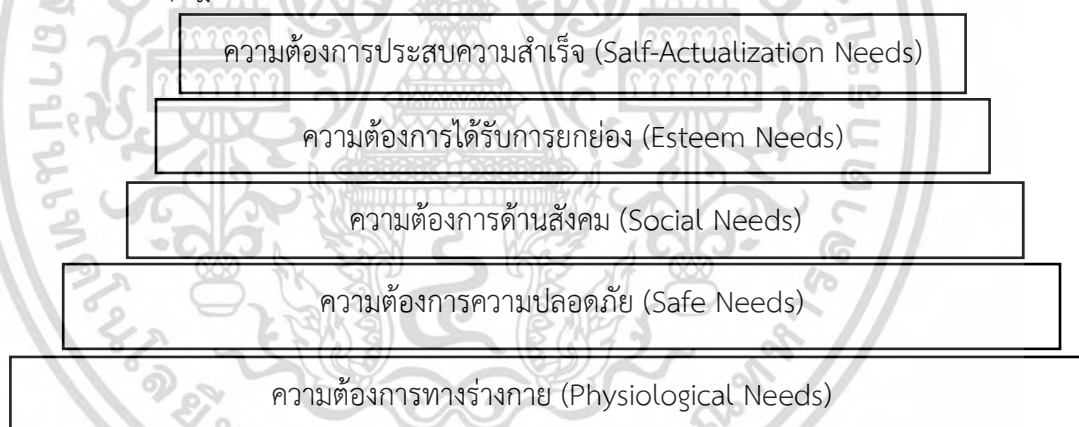 ความต้องการประสบความสำเร็จ (Salf-Actualization Needs)
ความต้องการได้รับการยกย่อง (Esteem Needs)
ความต้องการด้านสังคม (Social Needs)
ความต้องการความปลอดภัย (Safe Needs)
ความต้องการทางร่างกาย (Physiological Needs)